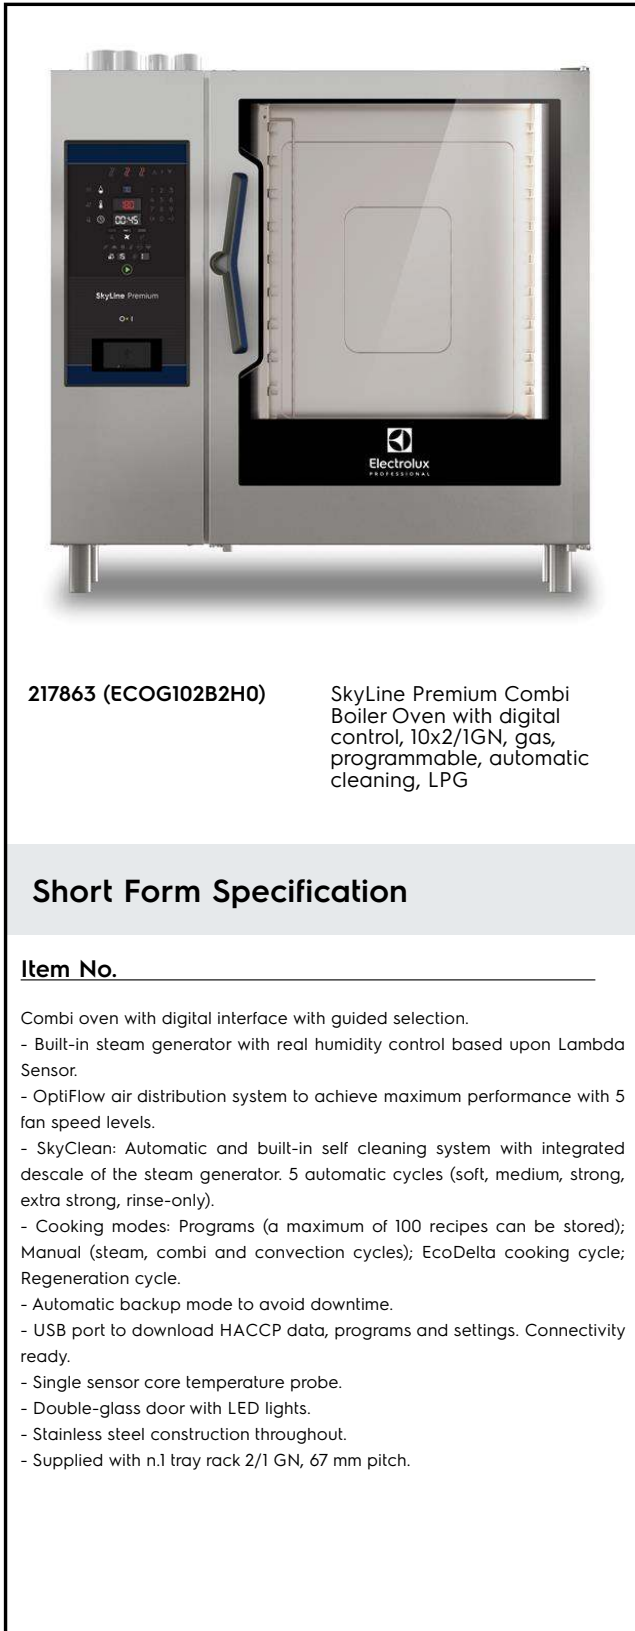 180
00:45
SkyLine Premium
Electrolux
PROFESSIONAL
217863 (ECOG102B2H0)
SkyLine Premium Combi
Boiler Oven with digital
control, 10x2/1GN, gas,
programmable, automatic
cleaning, LPG
Short Form Specification
Item No.
Combi oven with digital interface with guided selection.
- Built-in steam generator with real humidity control based upon Lambda
Sensor.
- OptiFlow air distribution system to achieve maximum performance with 5
fan speed levels.
- SkyClean: Automatic and built-in self cleaning system with integrated
descale of the steam generator. 5 automatic cycles (soft, medium, strong,
extra strong, rinse-only).
- Cooking modes: Programs (a maximum of 100 recipes can be stored);
Manual (steam, combi and convection cycles); EcoDelta cooking cycle;
Regeneration cycle.
- Automatic backup mode to avoid downtime.
- USB port to download HACCP data, programs and settings. Connectivity
ready.
- Single sensor core temperature probe.
- Double-glass door with LED lights.
- Stainless steel construction throughout.
- Supplied with n.1 tray rack 2/1 GN, 67 mm pitch.